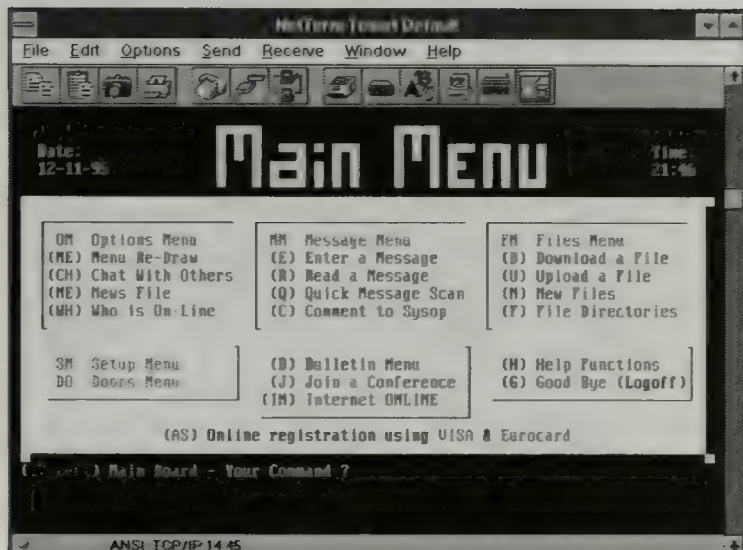 File Edit Options Send Receive Window Help
Main Menu
Date:
Time
21:46
OM Options Menu
(ME) Menu Re-Draw
(CH) Chat With Others
(NE) News File
(WH) Who is On-Line
MM Message Menu
(E) Enter a Message
(R) Read a Message
(Q) Quick Message Scan
(C) Comment to Sysop
FM Files Menu
(D) Download a File
(U) Upload a File
(N) New Files
(F) File Directories
SM Setup Menu
DO Doors Menu
(B) Bulletin Menu
(J) Join a Conference
(IN) Internet ONLINE
(H) Help Functions
(G) Good Bye (Logoff)
(AS) Online registration using VISA & Eurocard
Main Board - Your Command ?
ANSI TCP/IP 14:45